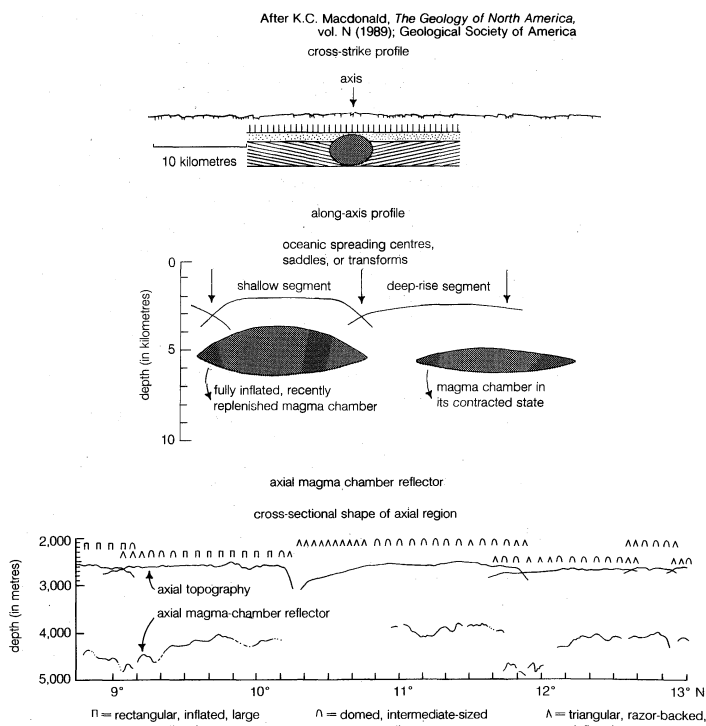 After K.C. Macdonald, The Geology of North America,
vol. N (1989); Geological Society of America
cross-strike profile
axis
10 kilometres
along-axis profile
oceanic spreading centres,
saddles, or transforms
shallow segment
deep-rise segment
depth (in kilometres)
0
5
10
fully inflated, recently
replenished magma chamber
magma chamber in
its contracted state
axial magma chamber reflector
cross-sectional shape of axial region
depth (in metres)
2,000
3,000
4,000
5,000
axial topography
axial magma-chamber reflector
9° 10° 11° 12° 13° N
⊓ = rectangular, inflated, large ∩ = domed, intermediate-sized ∧ = triangular, razor-backed,